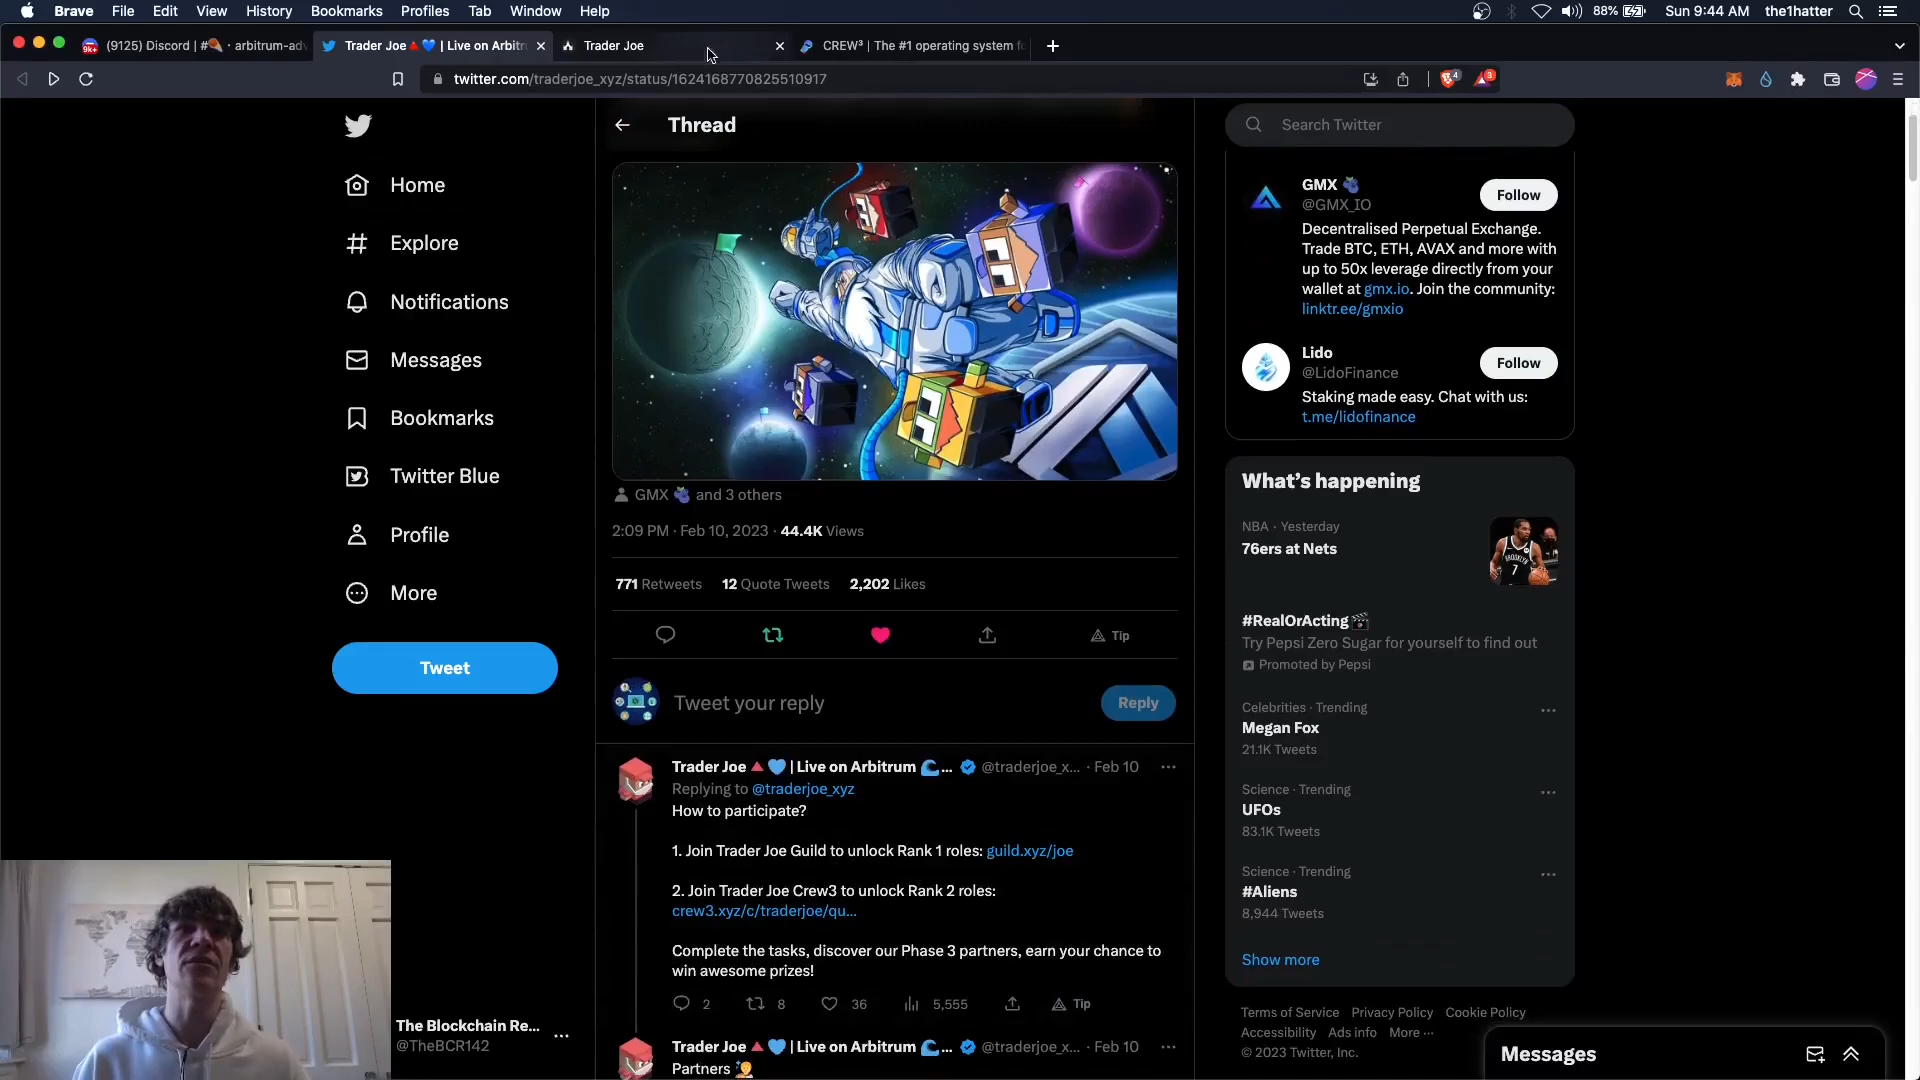 Brave File Edit View History Bookmarks Profiles Tab Window Help 88% Sun 9:44 AM the1hatter
(9125) Discord | # · arbitrum-adv
Trader Joe | Live on Arbitr
Trader Joe
CREW³ | The #1 operating system fo
twitter.com/traderjoe_xyz/status/1624168770825510917
4
3
Home
Explore
Notifications
Messages
Bookmarks
Twitter Blue
Profile
More
Tweet
The Blockchain Re...
@TheBCR142
Thread
GMX and 3 others
2:09 PM · Feb 10, 2023 · 44.4K Views
771 Retweets 12 Quote Tweets 2,202 Likes
Tip
Tweet your reply
Reply
Trader Joe | Live on Arbitrum ... @traderjoe_x... · Feb 10
Replying to @traderjoe_xyz
How to participate?
1. Join Trader Joe Guild to unlock Rank 1 roles: guild.xyz/joe
2. Join Trader Joe Crew3 to unlock Rank 2 roles:
crew3.xyz/c/traderjoe/qu...
Complete the tasks, discover our Phase 3 partners, earn your chance to
win awesome prizes!
2 8 36 5,555 Tip
Trader Joe | Live on Arbitrum ... @traderjoe_x... · Feb 10
Partners
Search Twitter
GMX
@GMX_IO
Follow
Decentralised Perpetual Exchange.
Trade BTC, ETH, AVAX and more with
up to 50x leverage directly from your
wallet at gmx.io. Join the community:
linktr.ee/gmxio
Lido
@LidoFinance
Follow
Staking made easy. Chat with us:
t.me/lidofinance
What's happening
NBA · Yesterday
76ers at Nets
BROOKLYN
7
#RealOrActing
Try Pepsi Zero Sugar for yourself to find out
Promoted by Pepsi
Celebrities · Trending
Megan Fox
21.1K Tweets
Science · Trending
UFOs
83.1K Tweets
Science · Trending
#Aliens
8,944 Tweets
Show more
Terms of Service Privacy Policy Cookie Policy
Accessibility Ads info More ···
© 2023 Twitter, Inc.
Messages